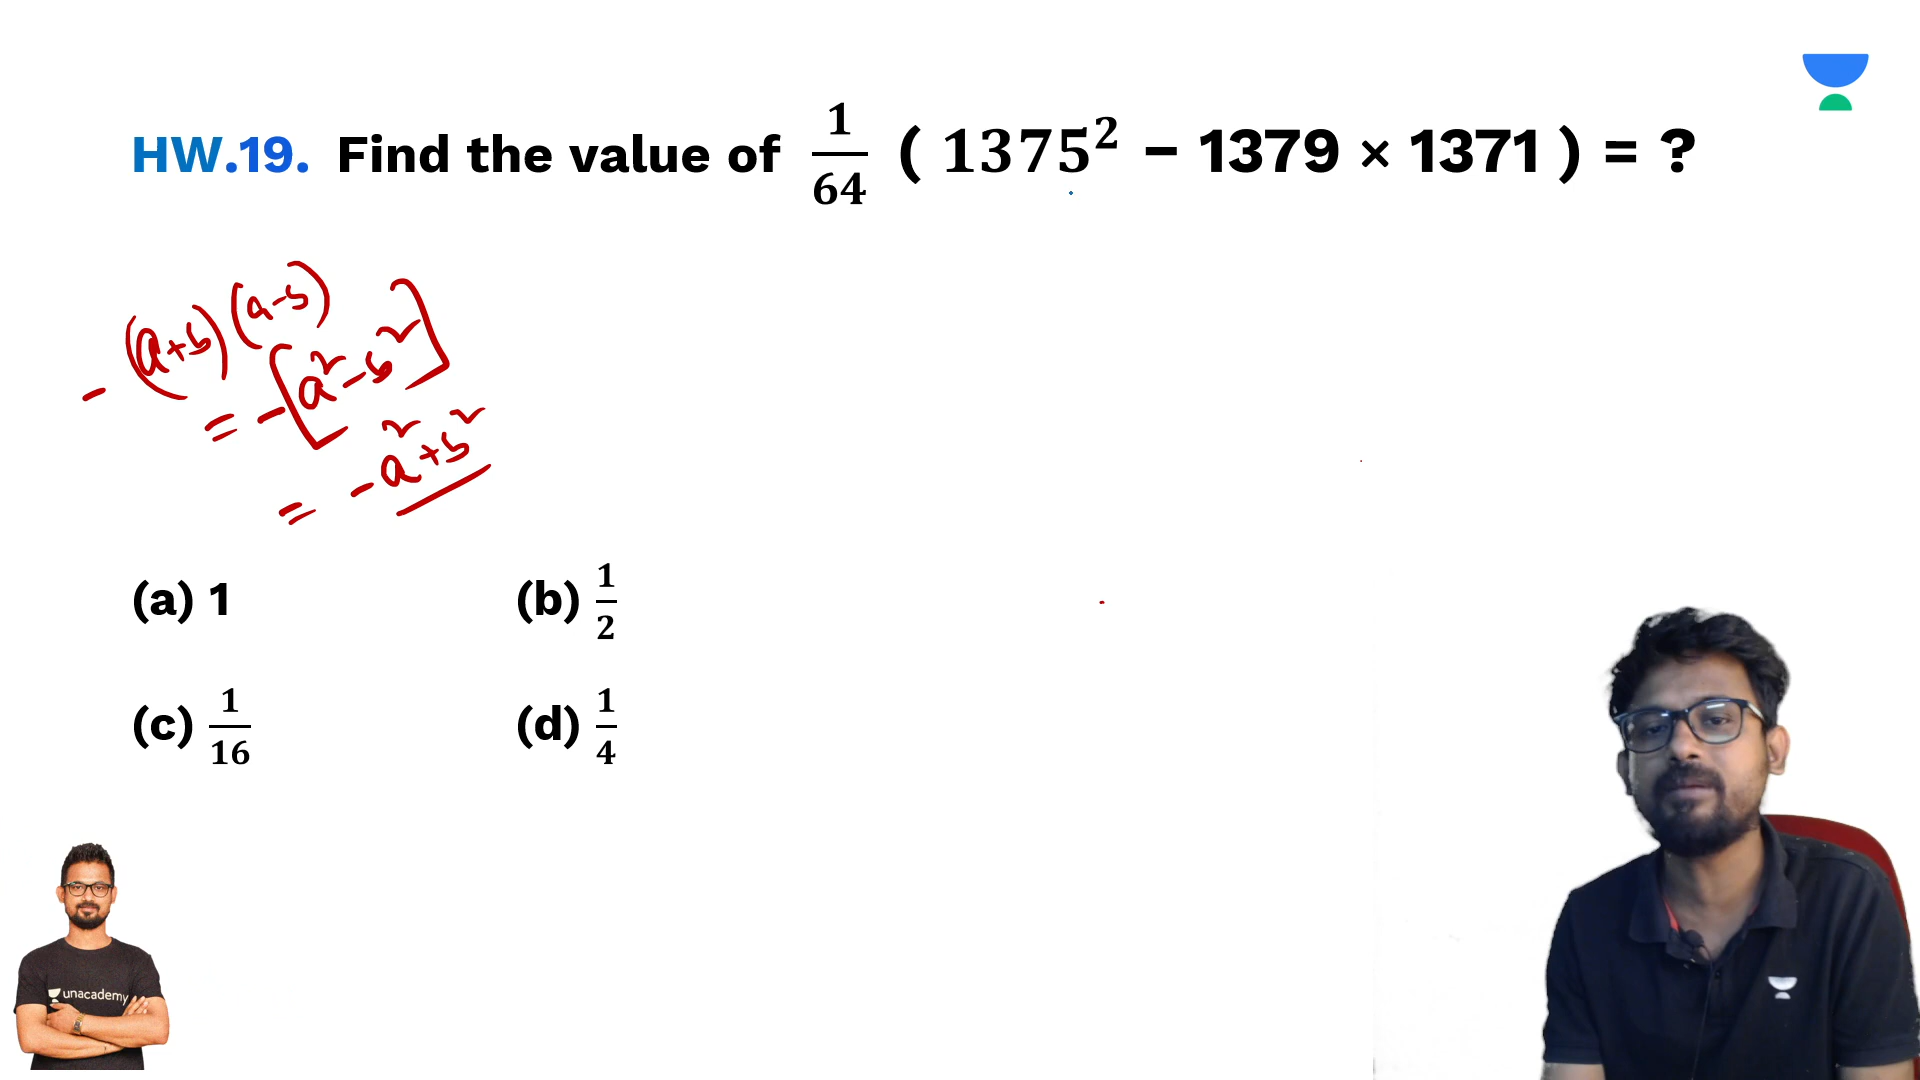 HW.19. Find the value of 1/64 ( 1375² − 1379 × 1371 ) = ?
- (a+b) (a-b)
= - [a² - b²]
= - a² + b²
(a) 1 (b) 1/2
(c) 1/16 (d) 1/4
unacademy